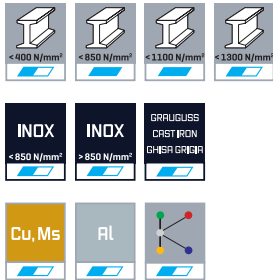 <400 N/mm² <850 N/mm² <1100 N/mm² <1300 N/mm²
INOX INOX GRAUGUSS
CAST IRON
GHISA GRIGIA
<850 N/mm² >850 N/mm²
Cu,Ms Al